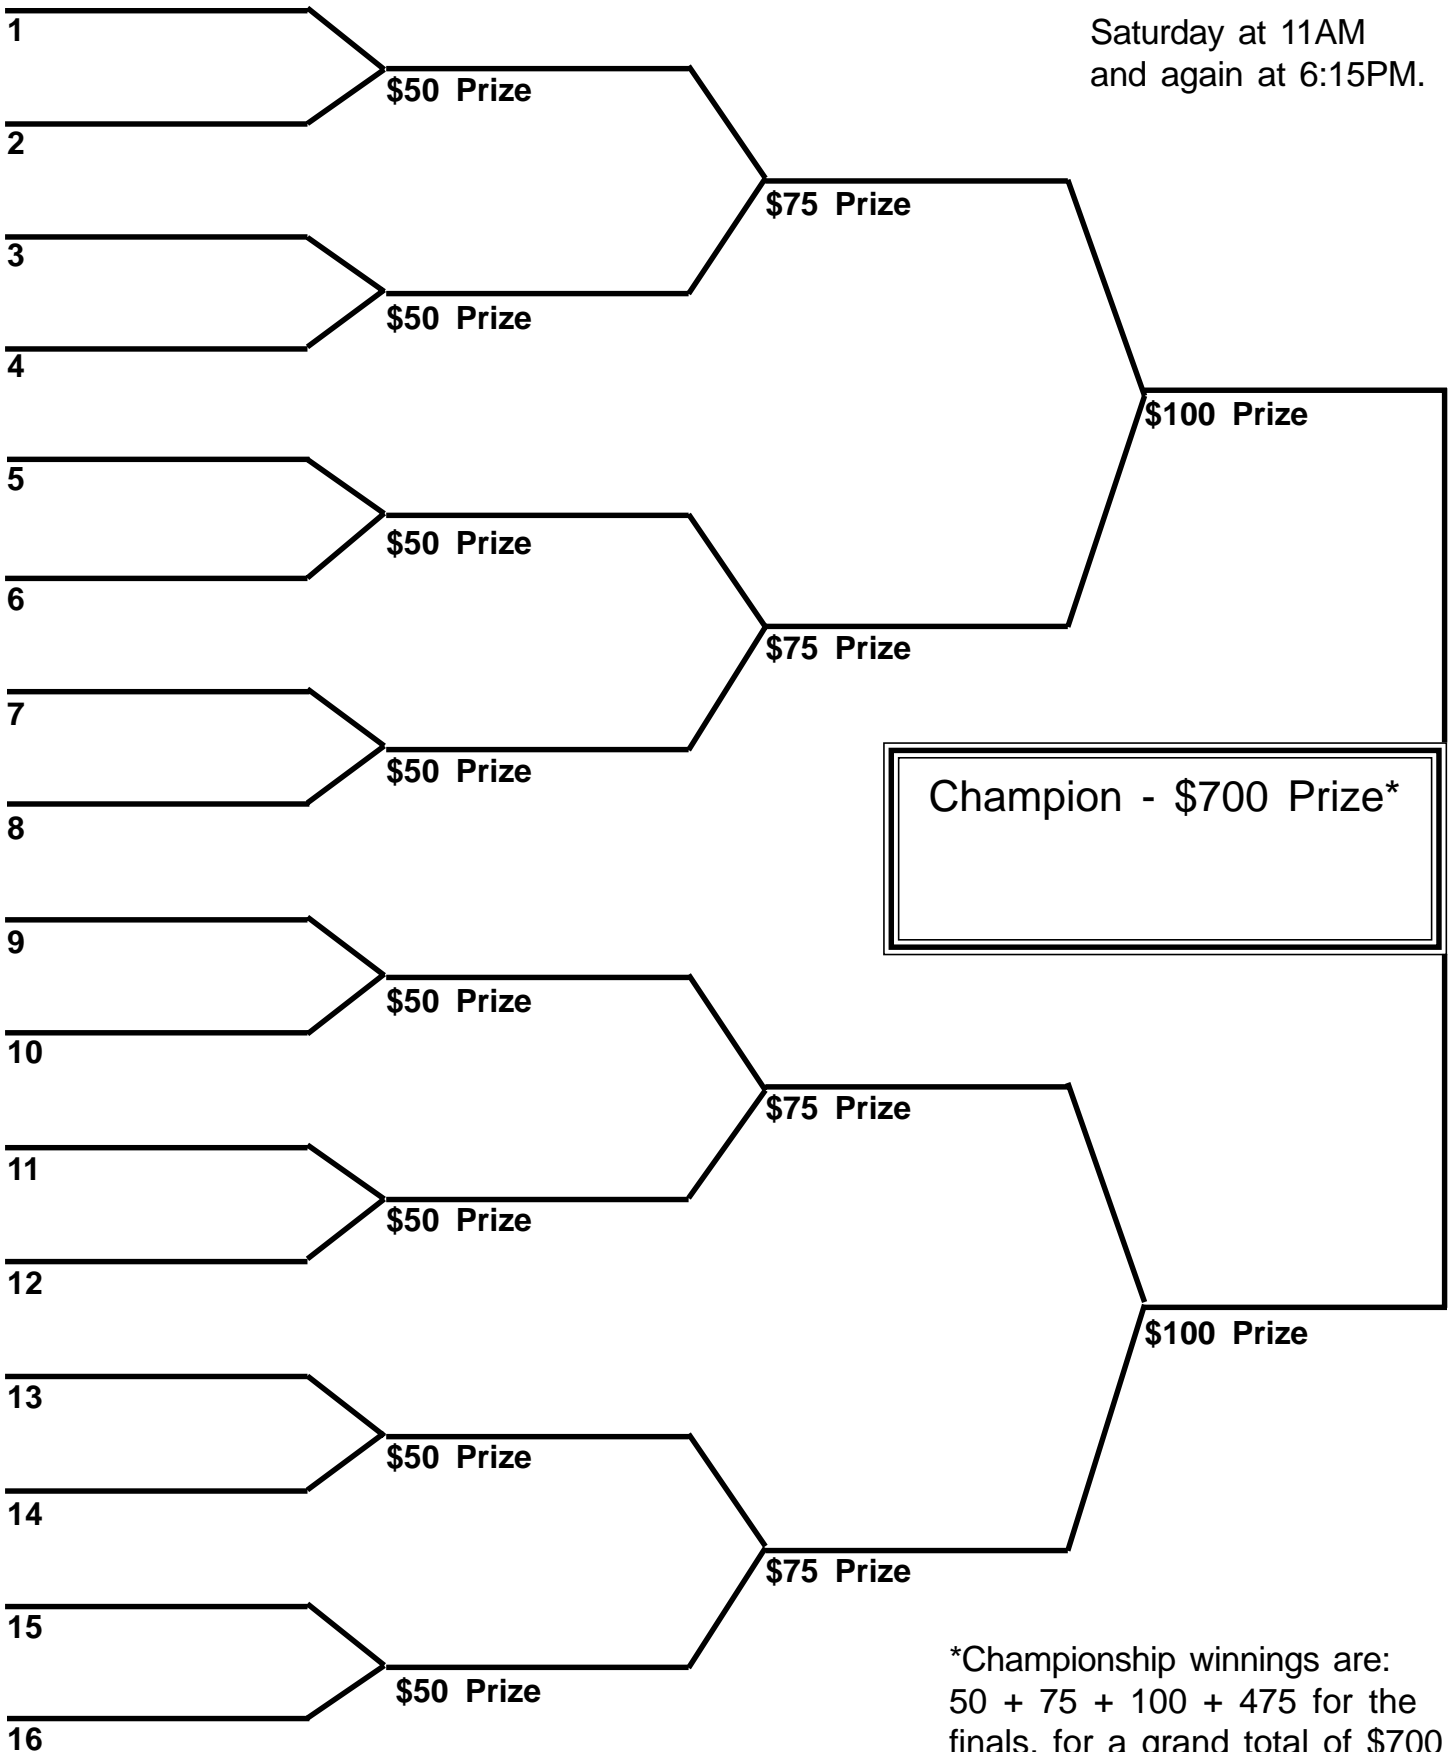 1
Saturday at 11AM
and again at 6:15PM.
$50 Prize
2
$75 Prize
3
$50 Prize
4
$100 Prize
5
$50 Prize
6
$75 Prize
7
$50 Prize
Champion - $700 Prize*
8
9
$50 Prize
10
$75 Prize
11
$50 Prize
12
$100 Prize
13
$50 Prize
14
$75 Prize
15
$50 Prize
16
*Championship winnings are:
50 + 75 + 100 + 475 for the
finals, for a grand total of $700